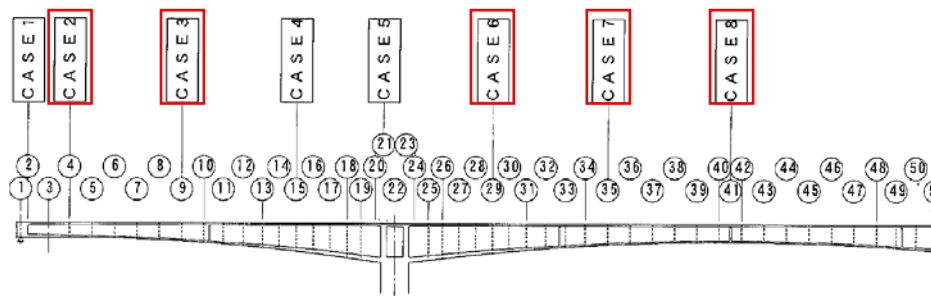 CASE1 CASE2 CASE3 CASE4 CASE5 CASE6 CASE7 CASE8
21 23
2 4 6 8 10 12 14 16 18 20 24 26 28 30 32 34 36 38 40 42 44 46 48 50
1 3 5 7 9 11 13 15 17 19 22 25 27 29 31 33 35 37 39 41 43 45 47 49